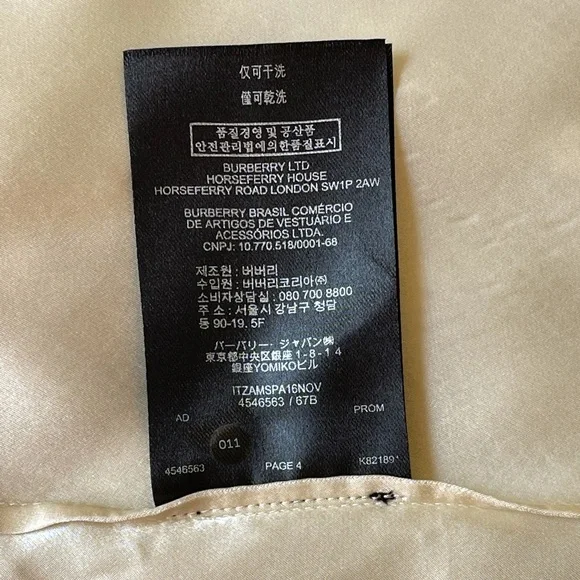 仅可干洗
僅可乾洗
품질경영 및 공산품
안전관리법에의한품질표시
BURBERRY LTD
HORSEFERRY HOUSE
HORSEFERRY ROAD LONDON SW1P 2AW
BURBERRY BRASIL COMÉRCIO
DE ARTIGOS DE VESTUÁRIO E
ACESSÓRIOS LTDA.
CNPJ: 10.770.518/0001-68
제조원 : 버버리
수입원 : 버버리코리아㈜
소비자상담실 : 080 700 8800
주 소 : 서울시 강남구 청담
동 90-19. 5F
バーバリー・ジャパン㈱
東京都中央区銀座1-8-14
銀座YOMIKOビル
ITZAMSPA16NOV
4546563 / 67B
AD
PROM
011
4546563
PAGE 4
K821891